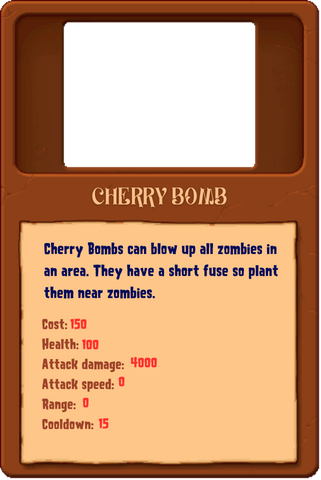 CHERRY BOMB
Cherry Bombs can blow up all zombies in
an area. They have a short fuse so plant
them near zombies.
Cost: 150
Health: 100
Attack damage: 4000
Attack speed: 0
Range: 0
Cooldown: 15